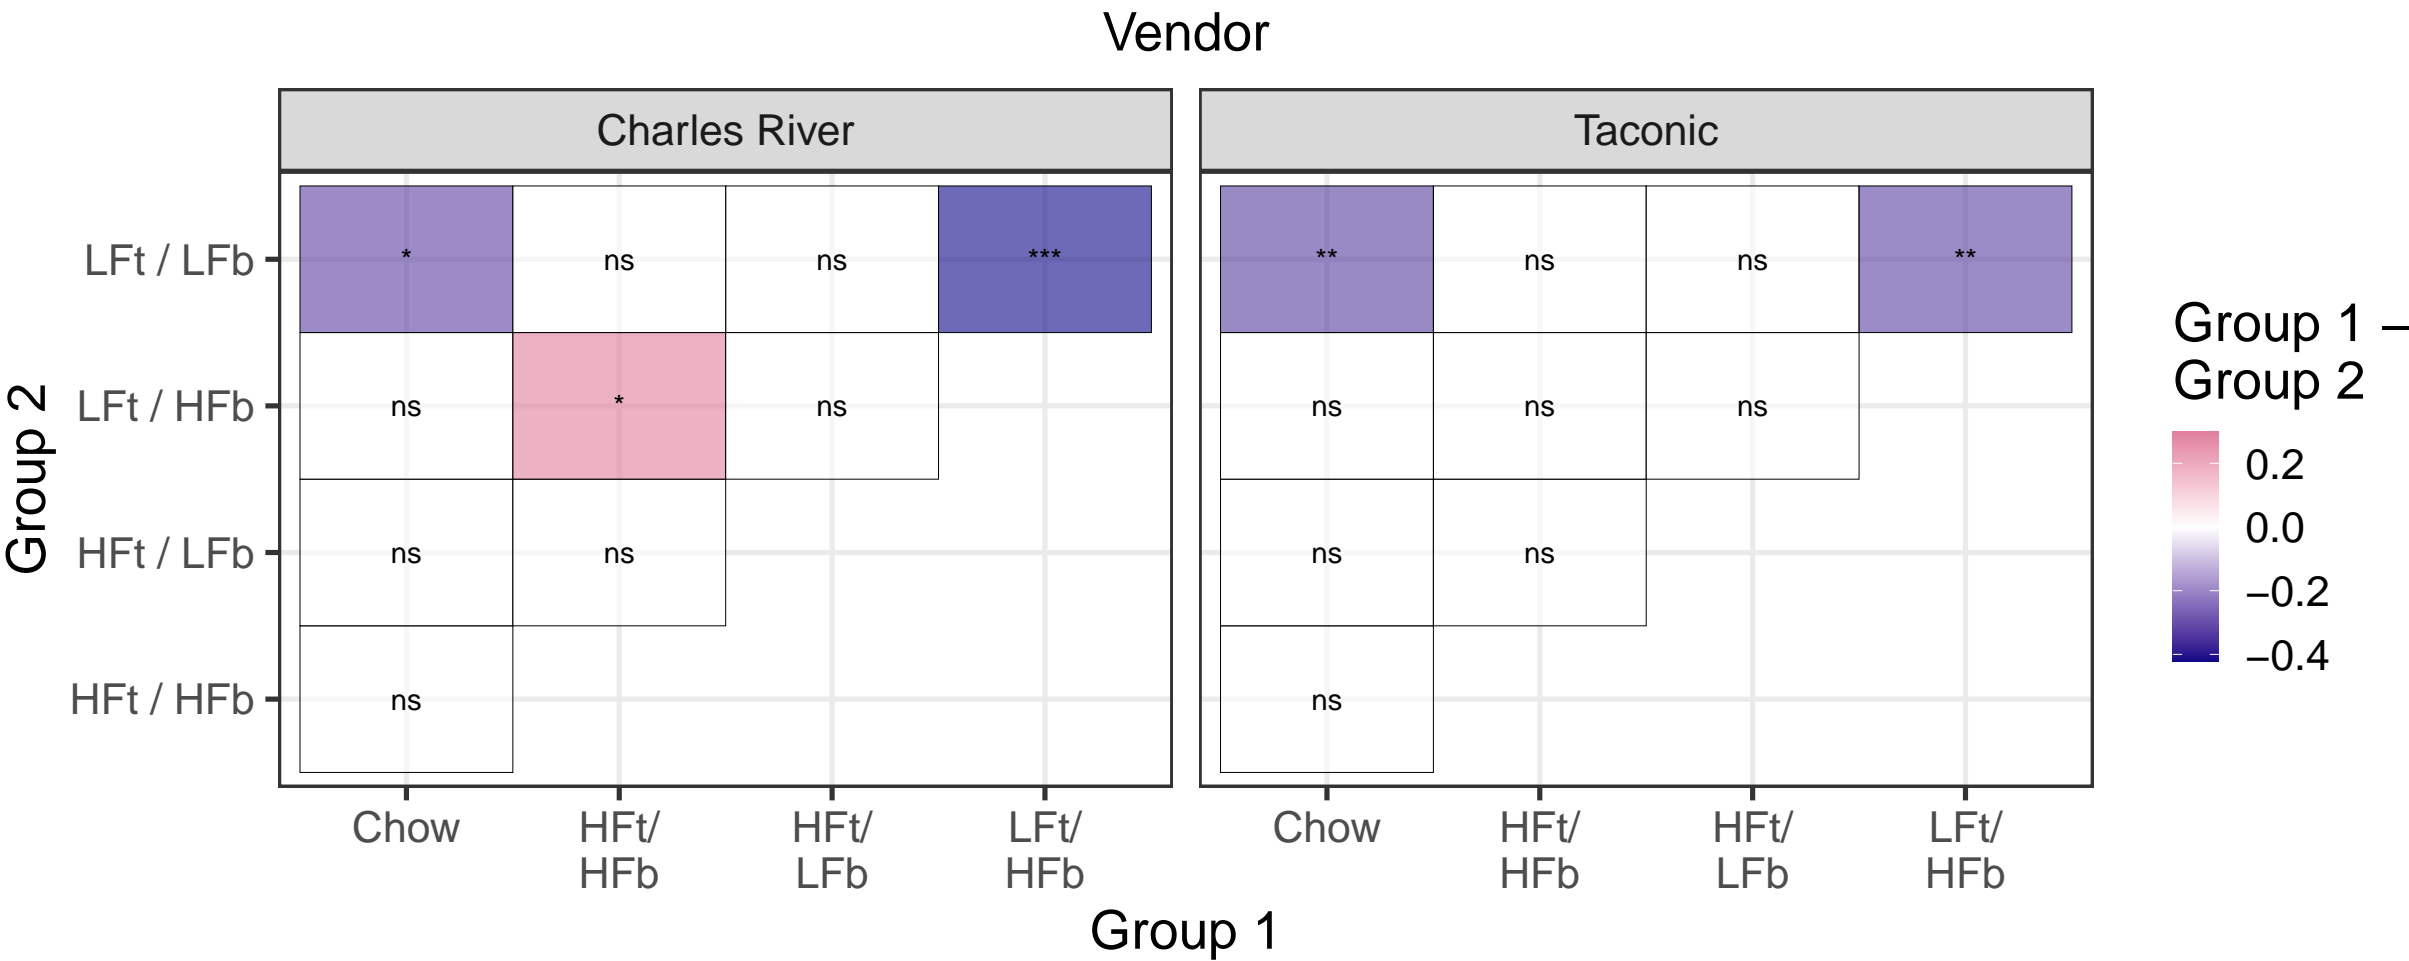 Vendor
Charles River
Taconic
LFt / LFb
* ns ns ***
** ns ns **
LFt / HFb
ns * ns
ns ns ns
HFt / LFb
ns ns
ns ns
HFt / HFb
ns
ns
Group 2
Chow HFt/ HFt/ LFt/
HFb LFb HFb
Chow HFt/ HFt/ LFt/
HFb LFb HFb
Group 1
Group 1 –
Group 2
0.2
0.0
−0.2
−0.4